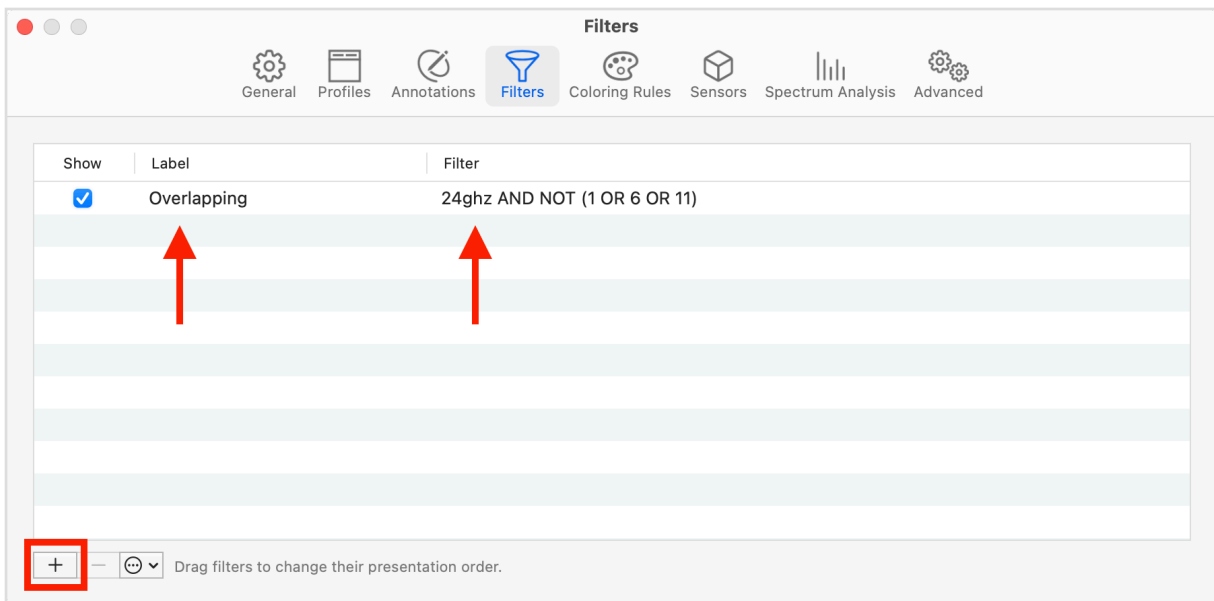 Filters
General Profiles Annotations Filters Coloring Rules Sensors Spectrum Analysis Advanced
Show Label Filter
Overlapping 24ghz AND NOT (1 OR 6 OR 11)
Drag filters to change their presentation order.